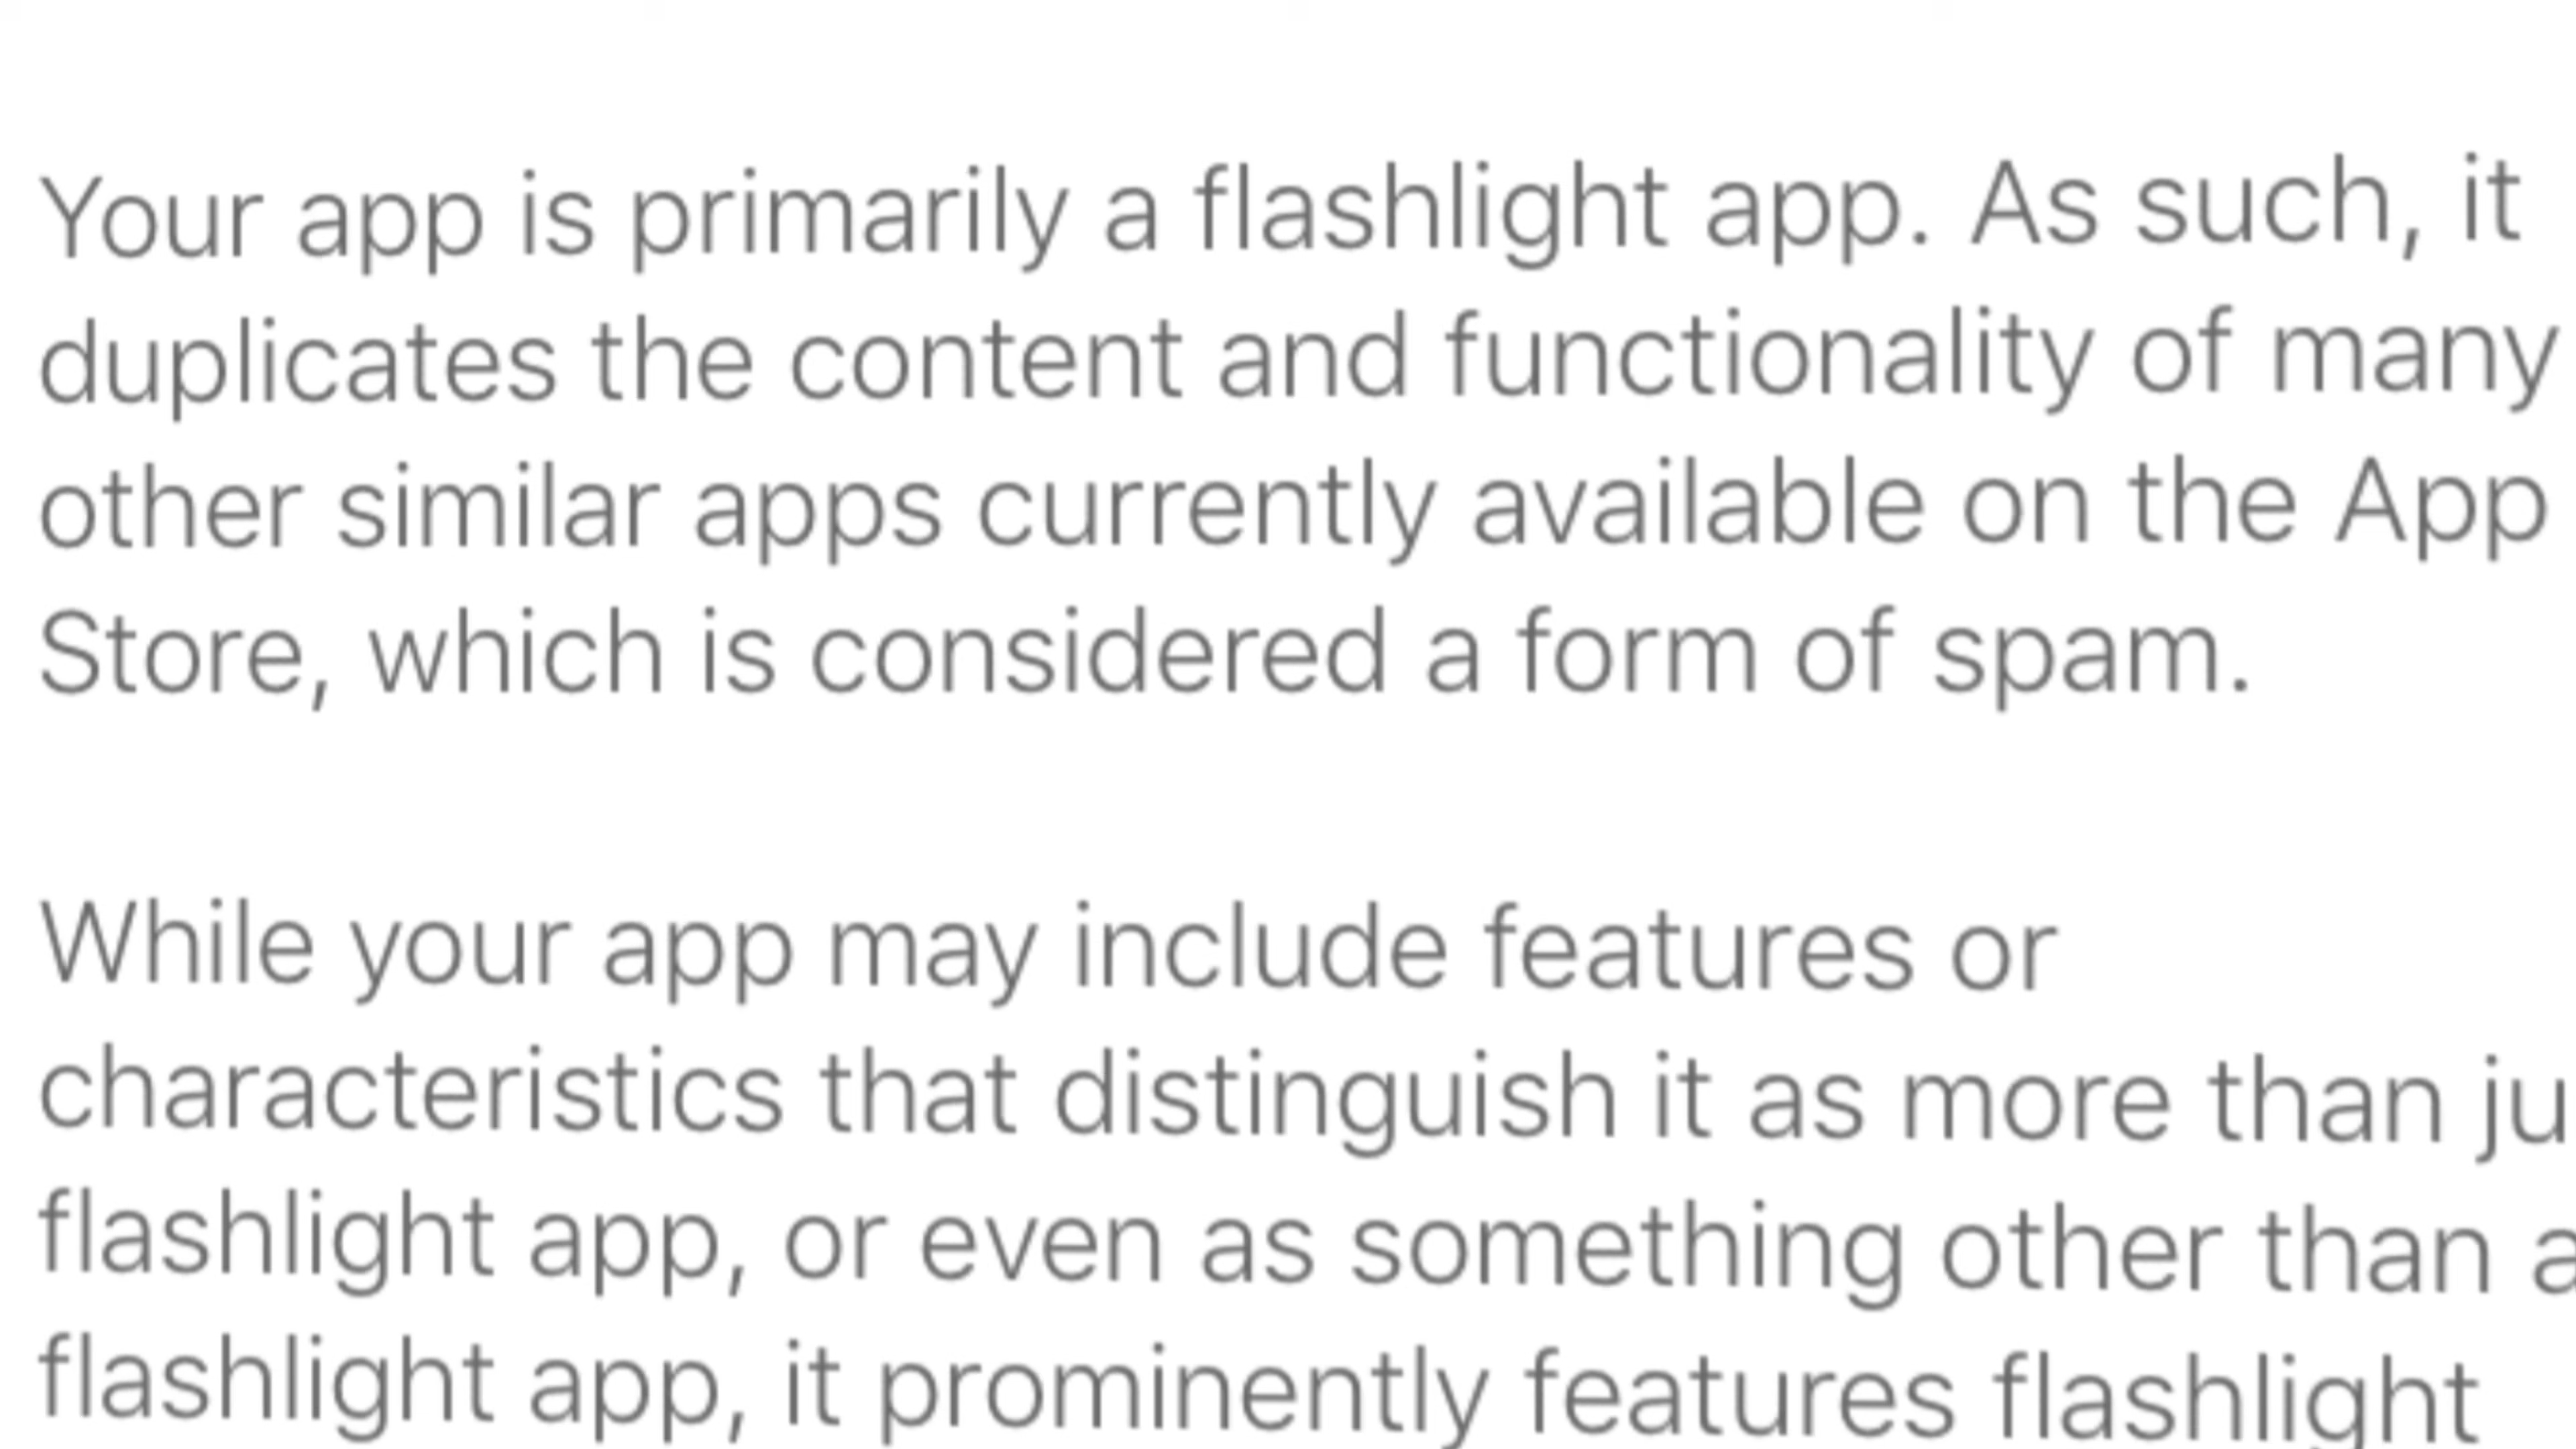 Your app is primarily a flashlight app. As such, it
duplicates the content and functionality of many
other similar apps currently available on the App
Store, which is considered a form of spam.
While your app may include features or
characteristics that distinguish it as more than ju
flashlight app, or even as something other than a
flashlight app, it prominently features flashlight